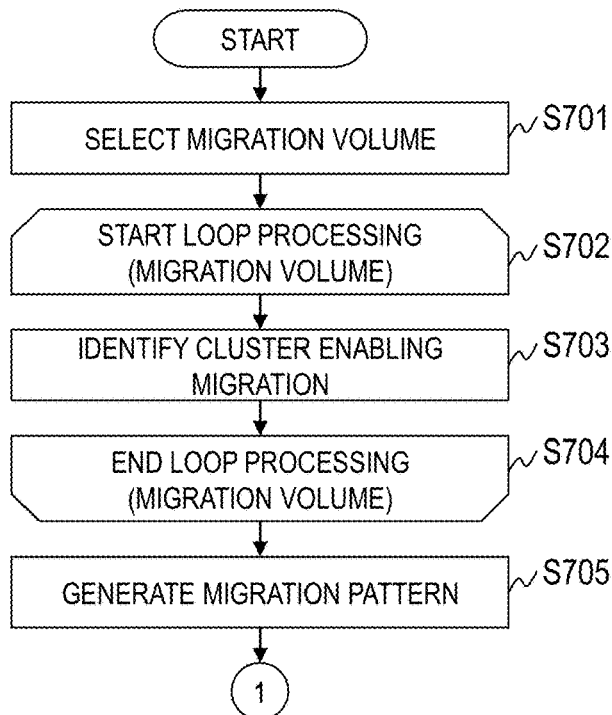 START
SELECT MIGRATION VOLUME
S701
START LOOP PROCESSING
(MIGRATION VOLUME)
S702
IDENTIFY CLUSTER ENABLING
MIGRATION
S703
END LOOP PROCESSING
(MIGRATION VOLUME)
S704
GENERATE MIGRATION PATTERN
S705
1